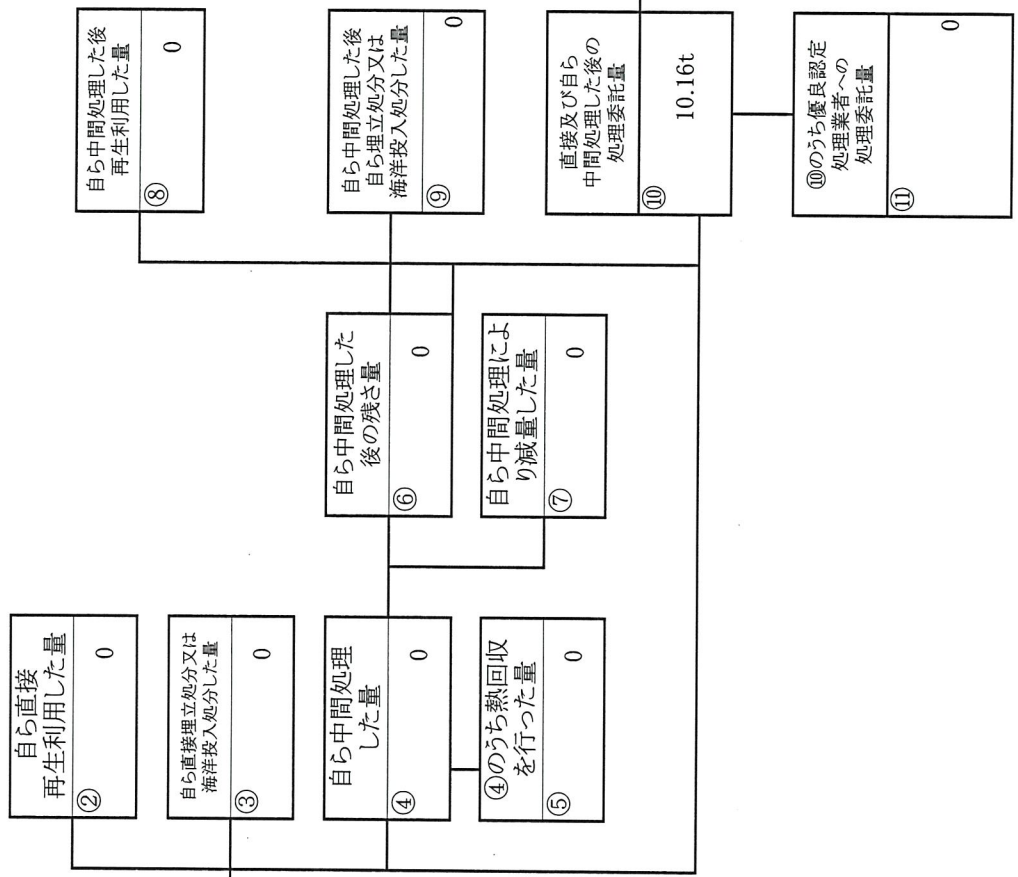 自ら直接
再生利用した量
②
0
自ら直接埋立処分又は
海洋投入処分した量
③
0
自ら中間処理
した量
④
0
④のうち熱回収
を行った量
⑤
0
自ら中間処理した
後の残さ量
⑥
0
自ら中間処理によ
り減量した量
⑦
0
自ら中間処理した後
再生利用した量
⑧
0
自ら中間処理した後
自ら埋立処分又は
海洋投入処分した量
⑨
0
直接及び自ら
中間処理した後の
処理委託量
⑩
10.16t
⑩のうち優良認定
処理業者への
処理委託量
⑪
0